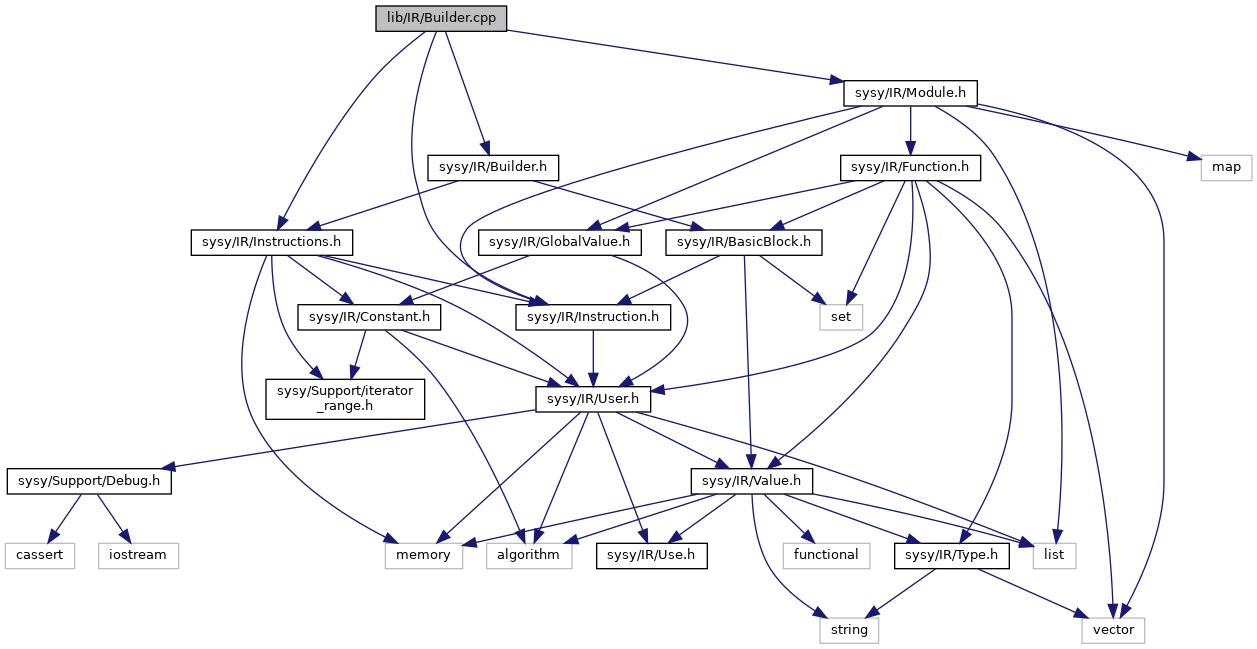 lib/IR/Builder.cpp
sysy/IR/Module.h
sysy/IR/Builder.h
sysy/IR/Function.h
map
sysy/IR/Instructions.h
sysy/IR/GlobalValue.h
sysy/IR/BasicBlock.h
sysy/IR/Constant.h
sysy/IR/Instruction.h
set
sysy/Support/iterator
_range.h
sysy/IR/User.h
sysy/Support/Debug.h
sysy/IR/Value.h
cassert
iostream
memory
algorithm
sysy/IR/Use.h
functional
sysy/IR/Type.h
list
string
vector